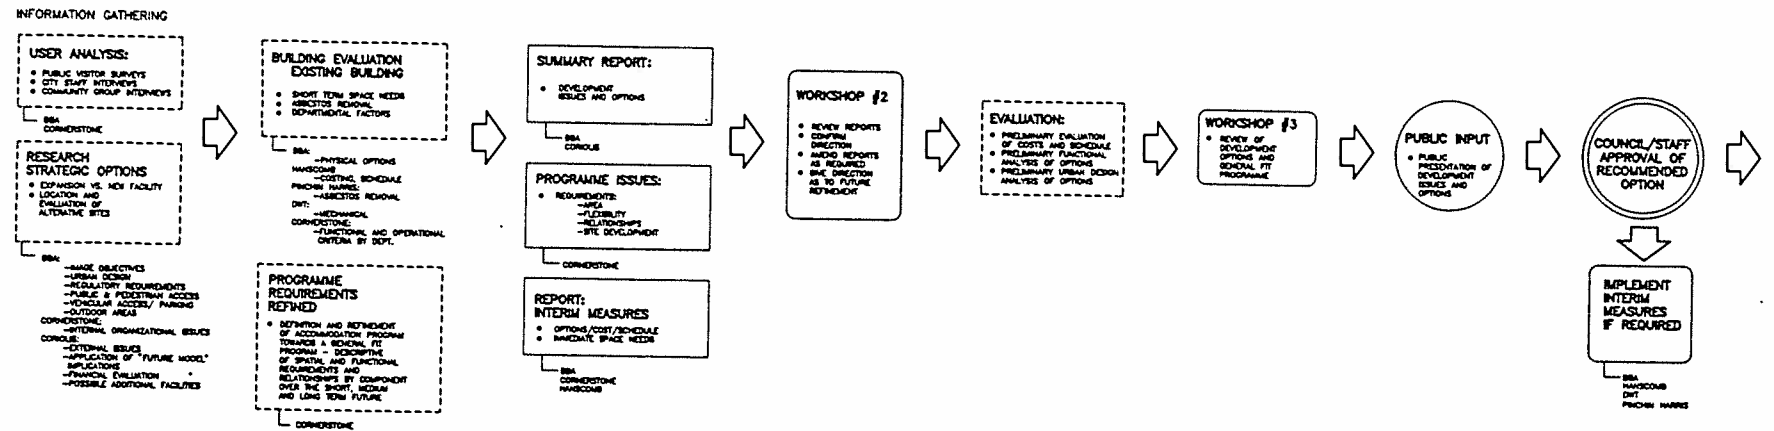 INFORMATION GATHERING
USER ANALYSIS:
• PUBLIC VISITOR SURVEYS
• CITY STAFF INTERVIEWS
• COMMUNITY GROUP INTERVIEWS
BBA
CORNERSTONE
RESEARCH
STRATEGIC OPTIONS
• EXPANSION VS. NEW FACILITY
• LOCATION AND
EVALUATION OF
ALTERATIVE SITES
BBA:
-IMAGE OBJECTIVES
-URBAN DESIGN
-REGULATORY REQUIREMENTS
-PUBLIC & PEDESTRIAN ACCESS
-VEHICULAR ACCESS/ PARKING
-OUTDOOR AREAS
CORNERSTONE:
-INTERNAL ORGANIZATIONAL ISSUES
CORIOLIS:
-EXTERNAL ISSUES
-APPLICATION OF "FUTURE MODEL"
IMPLICATIONS
-FINANCIAL EVALUATION
-POSSIBLE ADDITIONAL FACILITIES
BUILDING EVALUATION
EXISTING BUILDING
• SHORT TERM SPACE NEEDS
• ASBESTOS REMOVAL
• DEPARTMENTAL FACTORS
BBA:
-PHYSICAL OPTIONS
HANSCOMB
-COSTING, SCHEDULE
PINCHIN HARRIS:
-ASBESTOS REMOVAL
DWT:
-MECHANICAL
CORNERSTONE:
-FUNCTIONAL AND OPERATIONAL
CRITERIA BY DEPT.
PROGRAMME
REQUIREMENTS
REFINED
• DEFINITION AND REFINEMENT
OF ACCOMMODATION PROGRAM
TOWARDS A GENERAL FIT
PROGRAM - DESCRIPTIVE
OF SPATIAL AND FUNCTIONAL
REQUIREMENTS AND
RELATIONSHIPS BY COMPONENT
OVER THE SHORT, MEDIUM
AND LONG TERM FUTURE
CORNERSTONE
SUMMARY REPORT:
• DEVELOPMENT
ISSUES AND OPTIONS
BBA
CORIOLIS
PROGRAMME ISSUES:
• REQUIREMENTS:
-AREA
-FLEXIBILITY
-RELATIONSHIPS
-SITE DEVELOPMENT
CORNERSTONE
REPORT:
INTERIM MEASURES
• OPTIONS/COST/SCHEDULE
• IMMEDIATE SPACE NEEDS
BBA
CORNERSTONE
HANSCOMB
WORKSHOP #2
• REVIEW REPORTS
• CONFIRM
DIRECTION
• AMEND REPORTS
AS REQUIRED
• GIVE DIRECTION
AS TO FUTURE
REFINEMENT
EVALUATION:
• PRELIMINARY EVALUATION
OF COSTS AND SCHEDULE
• PRELIMINARY FUNCTIONAL
ANALYSIS OF OPTIONS
• PRELIMINARY URBAN DESIGN
ANALYSIS OF OPTIONS
WORKSHOP #3
• REVIEW OF
DEVELOPMENT
OPTIONS AND
GENERAL FIT
PROGRAMME
PUBLIC INPUT
• PUBLIC
PRESENTATION OF
DEVELOPMENT
ISSUES AND
OPTIONS
COUNCIL/STAFF
APPROVAL OF
RECOMMENDED
OPTION
IMPLEMENT
INTERIM
MEASURES
IF REQUIRED
BBA
HANSCOMB
DWT
PINCHIN HARRIS